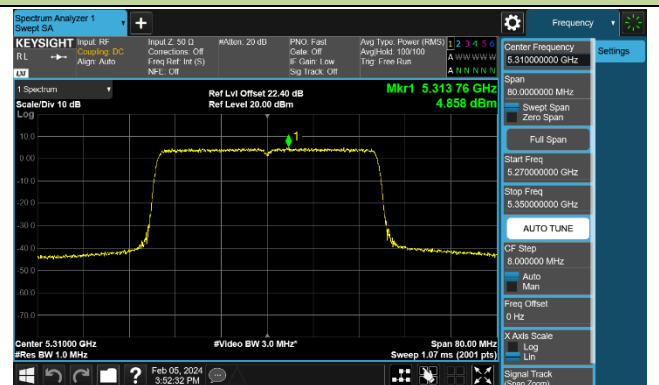 Spectrum Analyzer 1
Swept SA
Frequency
KEYSIGHT
Input: RF
Coupling: DC
Align: Auto
Input Z: 50 Ω
Corrections: Off
Freq Ref: Int (S)
NFE: Off
#Atten: 20 dB
PNO: Fast
Gate: Off
IF Gain: Low
Sig Track: Off
Avg Type: Power (RMS)
Avg|Hold: 100/100
Trig: Free Run
1 2 3 4 5 6
A W W W W W
A N N N N N
RL
LXI
1 Spectrum
Scale/Div 10 dB
Log
Ref Lvl Offset 22.40 dB
Ref Level 20.00 dBm
Mkr1 5.313 76 GHz
4.858 dBm
1
10.0
0.00
-10.0
-20.0
-30.0
-40.0
-50.0
-60.0
-70.0
Center 5.31000 GHz
#Res BW 1.0 MHz
#Video BW 3.0 MHz*
Span 80.00 MHz
Sweep 1.07 ms (2001 pts)
Feb 05, 2024
3:52:32 PM
Center Frequency
5.310000000 GHz
Settings
Span
80.0000000 MHz
Swept Span
Zero Span
Full Span
Start Freq
5.270000000 GHz
Stop Freq
5.350000000 GHz
AUTO TUNE
CF Step
8.000000 MHz
Auto
Man
Freq Offset
0 Hz
X Axis Scale
Log
Lin
Signal Track
(Span Zoom)